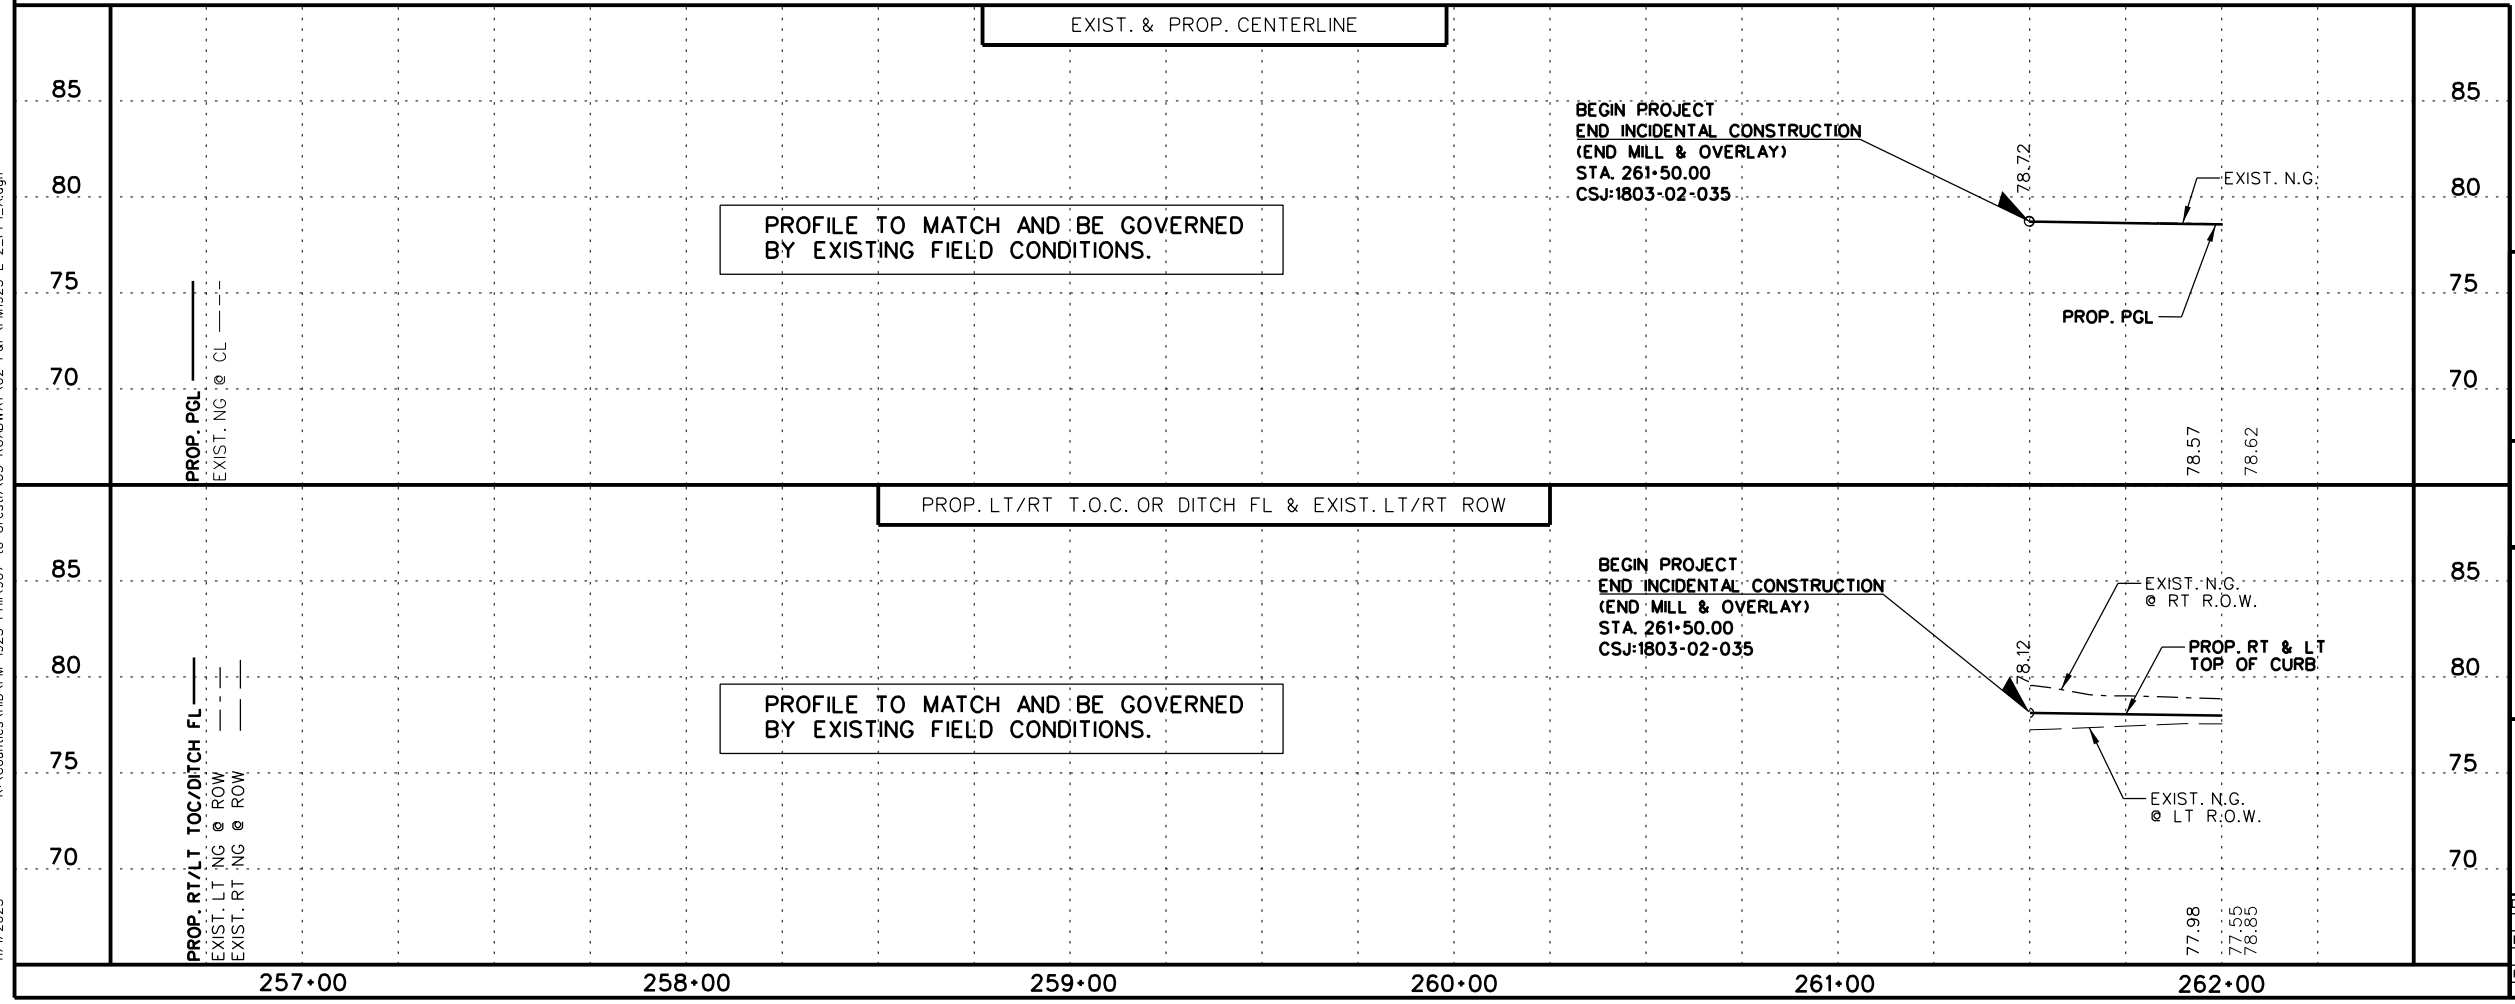 EXIST. & PROP. CENTERLINE
85
80
75
70
85
80
75
70
BEGIN PROJECT
END INCIDENTAL CONSTRUCTION
(END MILL & OVERLAY)
STA. 261+50.00
CSJ:1803-02-035
78.72
EXIST. N.G.
PROP. PGL
PROFILE TO MATCH AND BE GOVERNED
BY EXISTING FIELD CONDITIONS.
PROP. PGL
EXIST. NG @ CL
78.57
78.62
PROP. LT/RT T.O.C. OR DITCH FL & EXIST. LT/RT ROW
85
80
75
70
85
80
75
70
BEGIN PROJECT
END INCIDENTAL CONSTRUCTION
(END MILL & OVERLAY)
STA. 261+50.00
CSJ:1803-02-035
78.12
EXIST. N.G.
@ RT R.O.W.
PROP. RT & LT
TOP OF CURB
EXIST. N.G.
@ LT R.O.W.
PROFILE TO MATCH AND BE GOVERNED
BY EXISTING FIELD CONDITIONS.
PROP. RT/LT TOC/DITCH FL
EXIST. LT NG @ ROW
EXIST. RT NG @ ROW
77.98
77.55
78.85
257+00
258+00
259+00
260+00
261+00
262+00